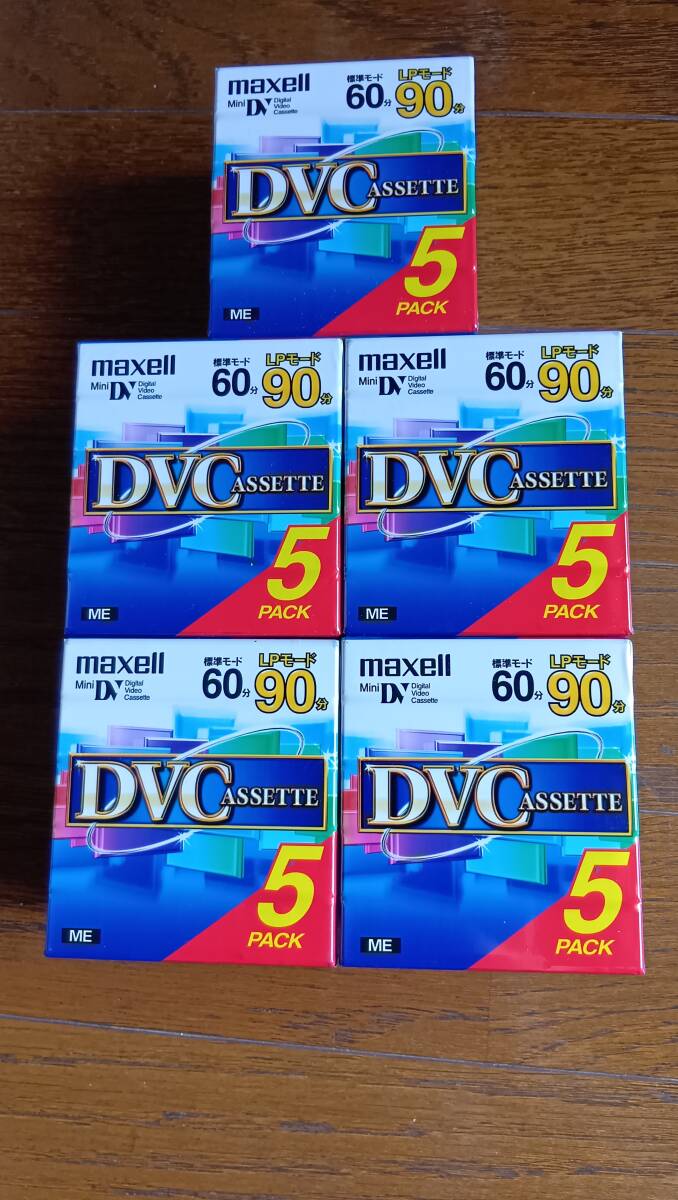 maxell
Mini DV Digital Video Cassette
標準モード 60分
LPモード 90分
DVCASSETTE
5 PACK
ME
maxell
Mini DV Digital Video Cassette
標準モード 60分
LPモード 90分
DVCASSETTE
5 PACK
ME
maxell
Mini DV Digital Video Cassette
標準モード 60分
LPモード 90分
DVCASSETTE
5 PACK
ME
maxell
Mini DV Digital Video Cassette
標準モード 60分
LPモード 90分
DVCASSETTE
5 PACK
ME
maxell
Mini DV Digital Video Cassette
標準モード 60分
LPモード 90分
DVCASSETTE
5 PACK
ME